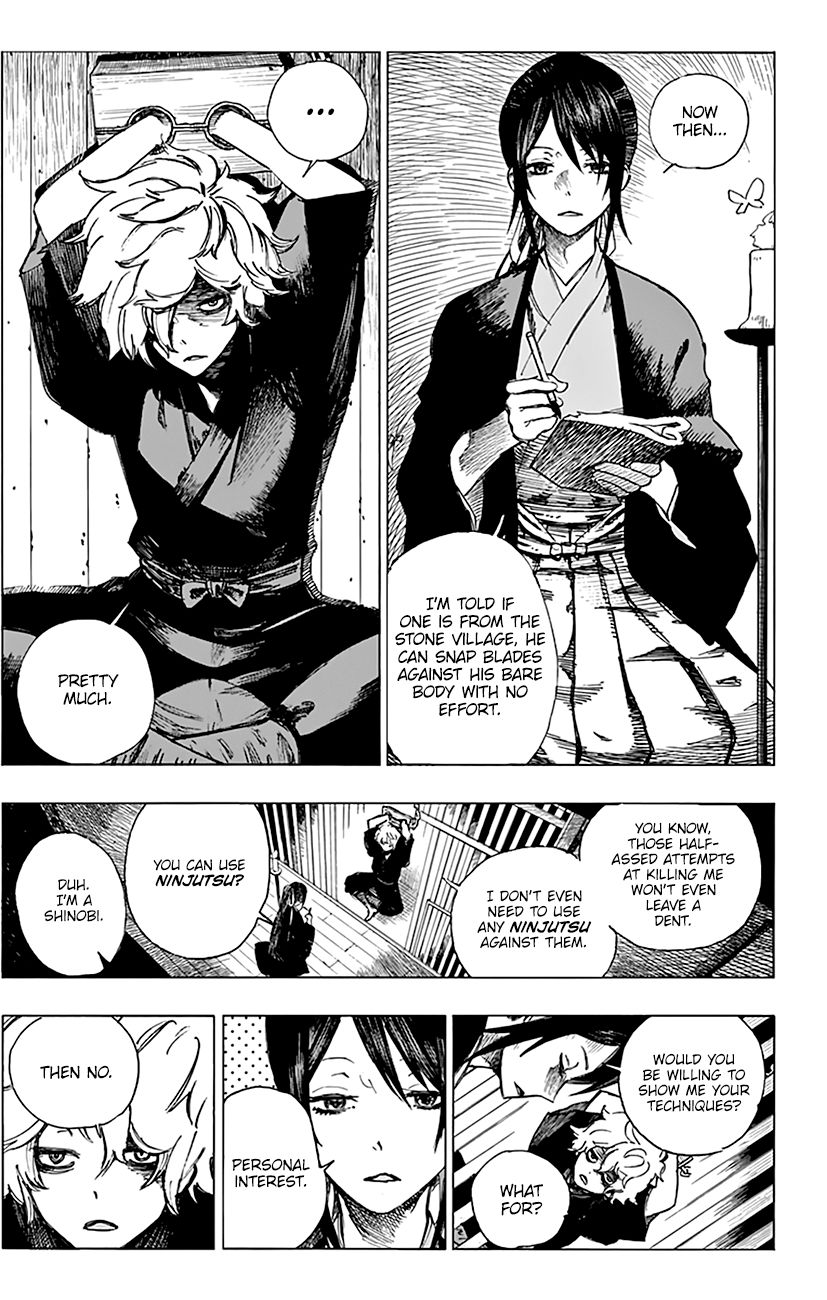 NOW
THEN...
I'M TOLD IF
ONE IS FROM THE
STONE VILLAGE, HE
CAN SNAP BLADES
AGAINST HIS BARE
BODY WITH NO
EFFORT.
...
PRETTY
MUCH.
YOU KNOW,
THOSE HALF-
ASSED ATTEMPTS
AT KILLING ME
WON'T EVEN
LEAVE A
DENT.
I DON'T EVEN
NEED TO USE
ANY NINJUTSU
AGAINST THEM.
YOU CAN USE
NINJUTSU?
DUH.
I'M A
SHINOBI.
WOULD YOU
BE WILLING TO
SHOW ME YOUR
TECHNIQUES?
WHAT
FOR?
PERSONAL
INTEREST.
THEN NO.